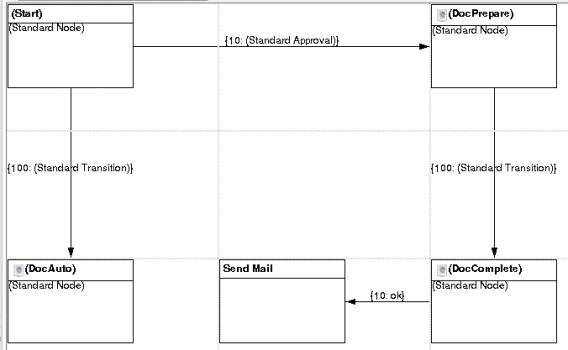 (Start)
(Standard Node)
{10: (Standard Approval)}
(DocPrepare)
(Standard Node)
{100: (Standard Transition)}
{100: (Standard Transition)}
(DocAuto)
(Standard Node)
Send Mail
{10: ok}
(DocComplete)
(Standard Node)